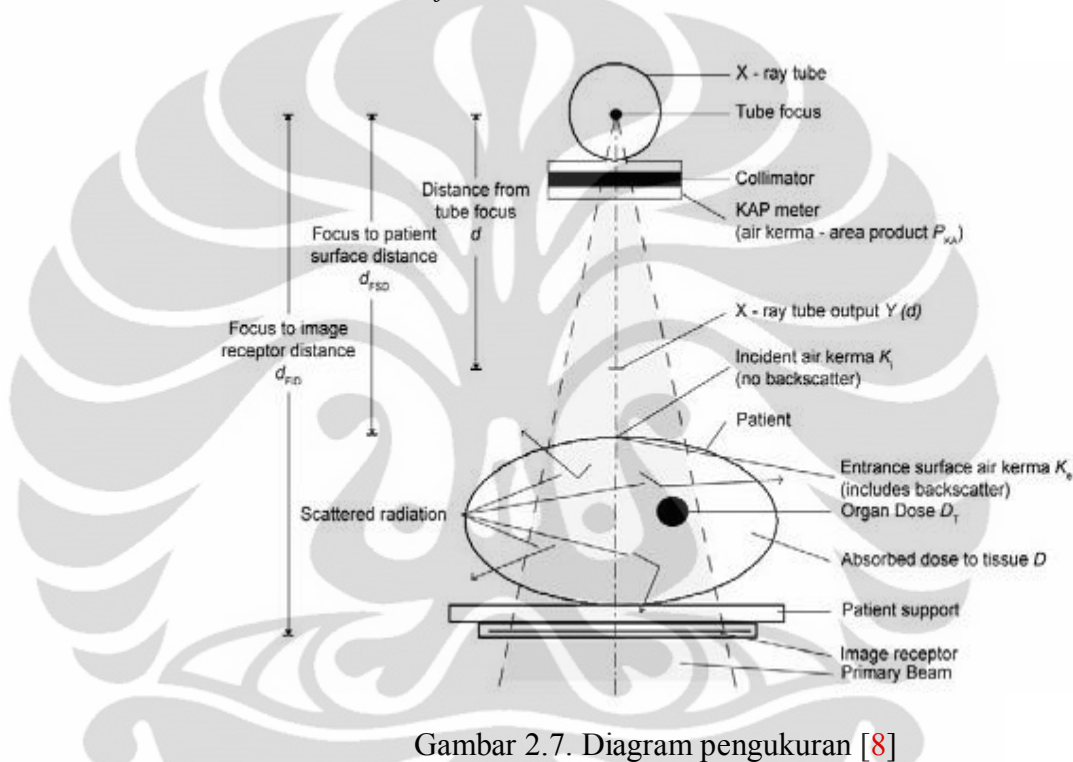 X - ray tube
Tube focus
Collimator
KAP meter
(air kerma - area product P_KA)
Distance from
tube focus
d
Focus to patient
surface distance
d_FSD
Focus to image
receptor distance
d_FID
X - ray tube output Y (d)
Incident air kerma K_i
(no backscatter)
Patient
Entrance surface air kerma K_e
(includes backscatter)
Organ Dose D_T
Scattered radiation
Absorbed dose to tissue D
Patient support
Image receptor
Primary Beam
Gambar 2.7. Diagram pengukuran [8]